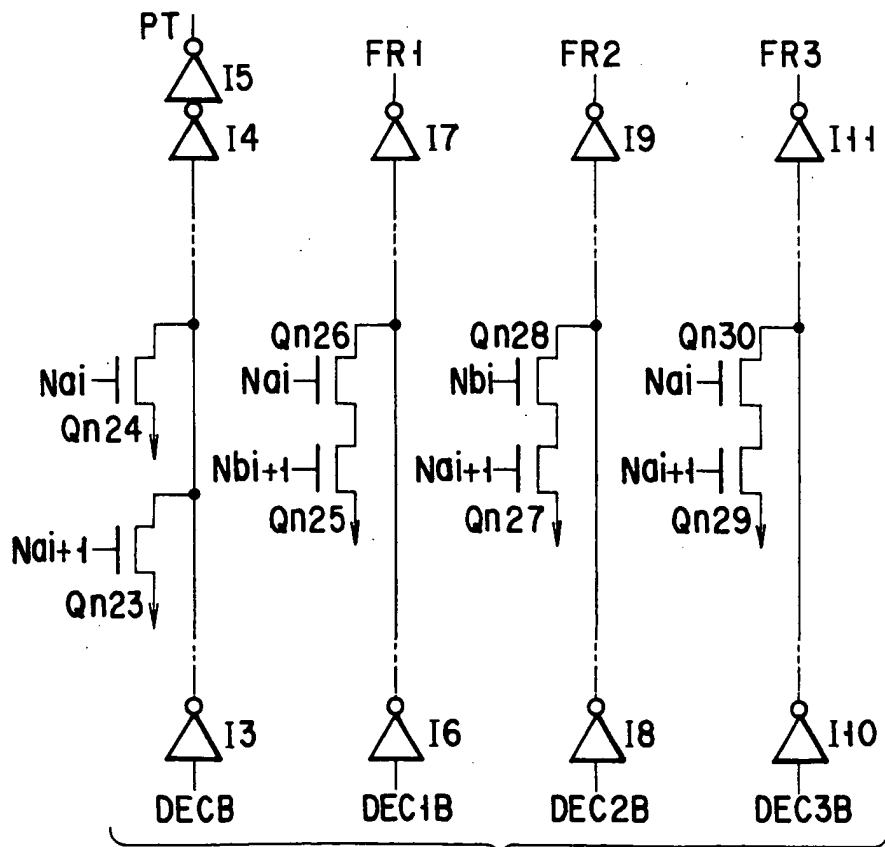 PT
I5
FR1
FR2
FR3
I4
I7
I9
I11
Qn26
Qn28
Qn30
Nai
Nai
Nbi
Nai
Qn24
Nbi+1
Nai+1
Nai+1
Qn25
Qn27
Qn29
Nai+1
Qn23
I3
I6
I8
I10
DECB
DEC1B
DEC2B
DEC3B